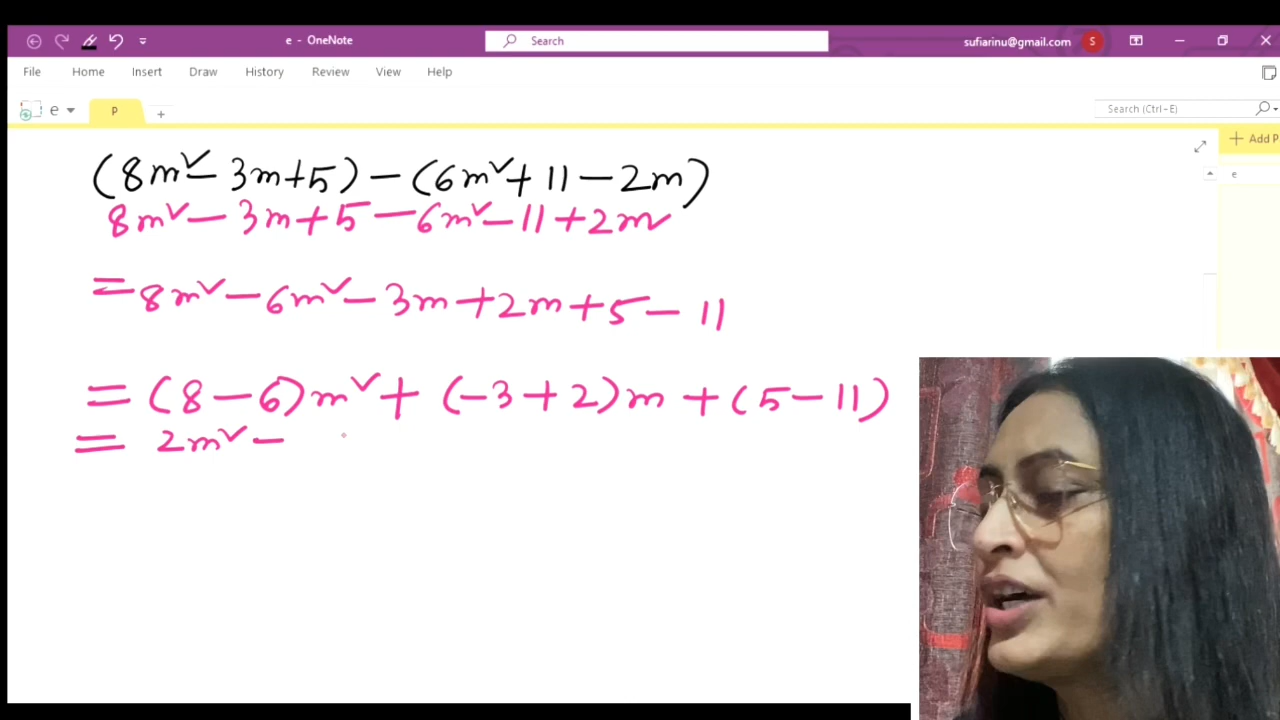 e - OneNote
Search
sufiarinu@gmail.com
S
File Home Insert Draw History Review View Help
e
P
+
Search (Ctrl-E)
+ Add P
e
(8m² - 3m + 5) - (6m² + 11 - 2m)
8m² - 3m + 5 - 6m² - 11 + 2m
= 8m² - 6m² - 3m + 2m + 5 - 11
= (8 - 6)m² + (-3 + 2)m + (5 - 11)
= 2m² -